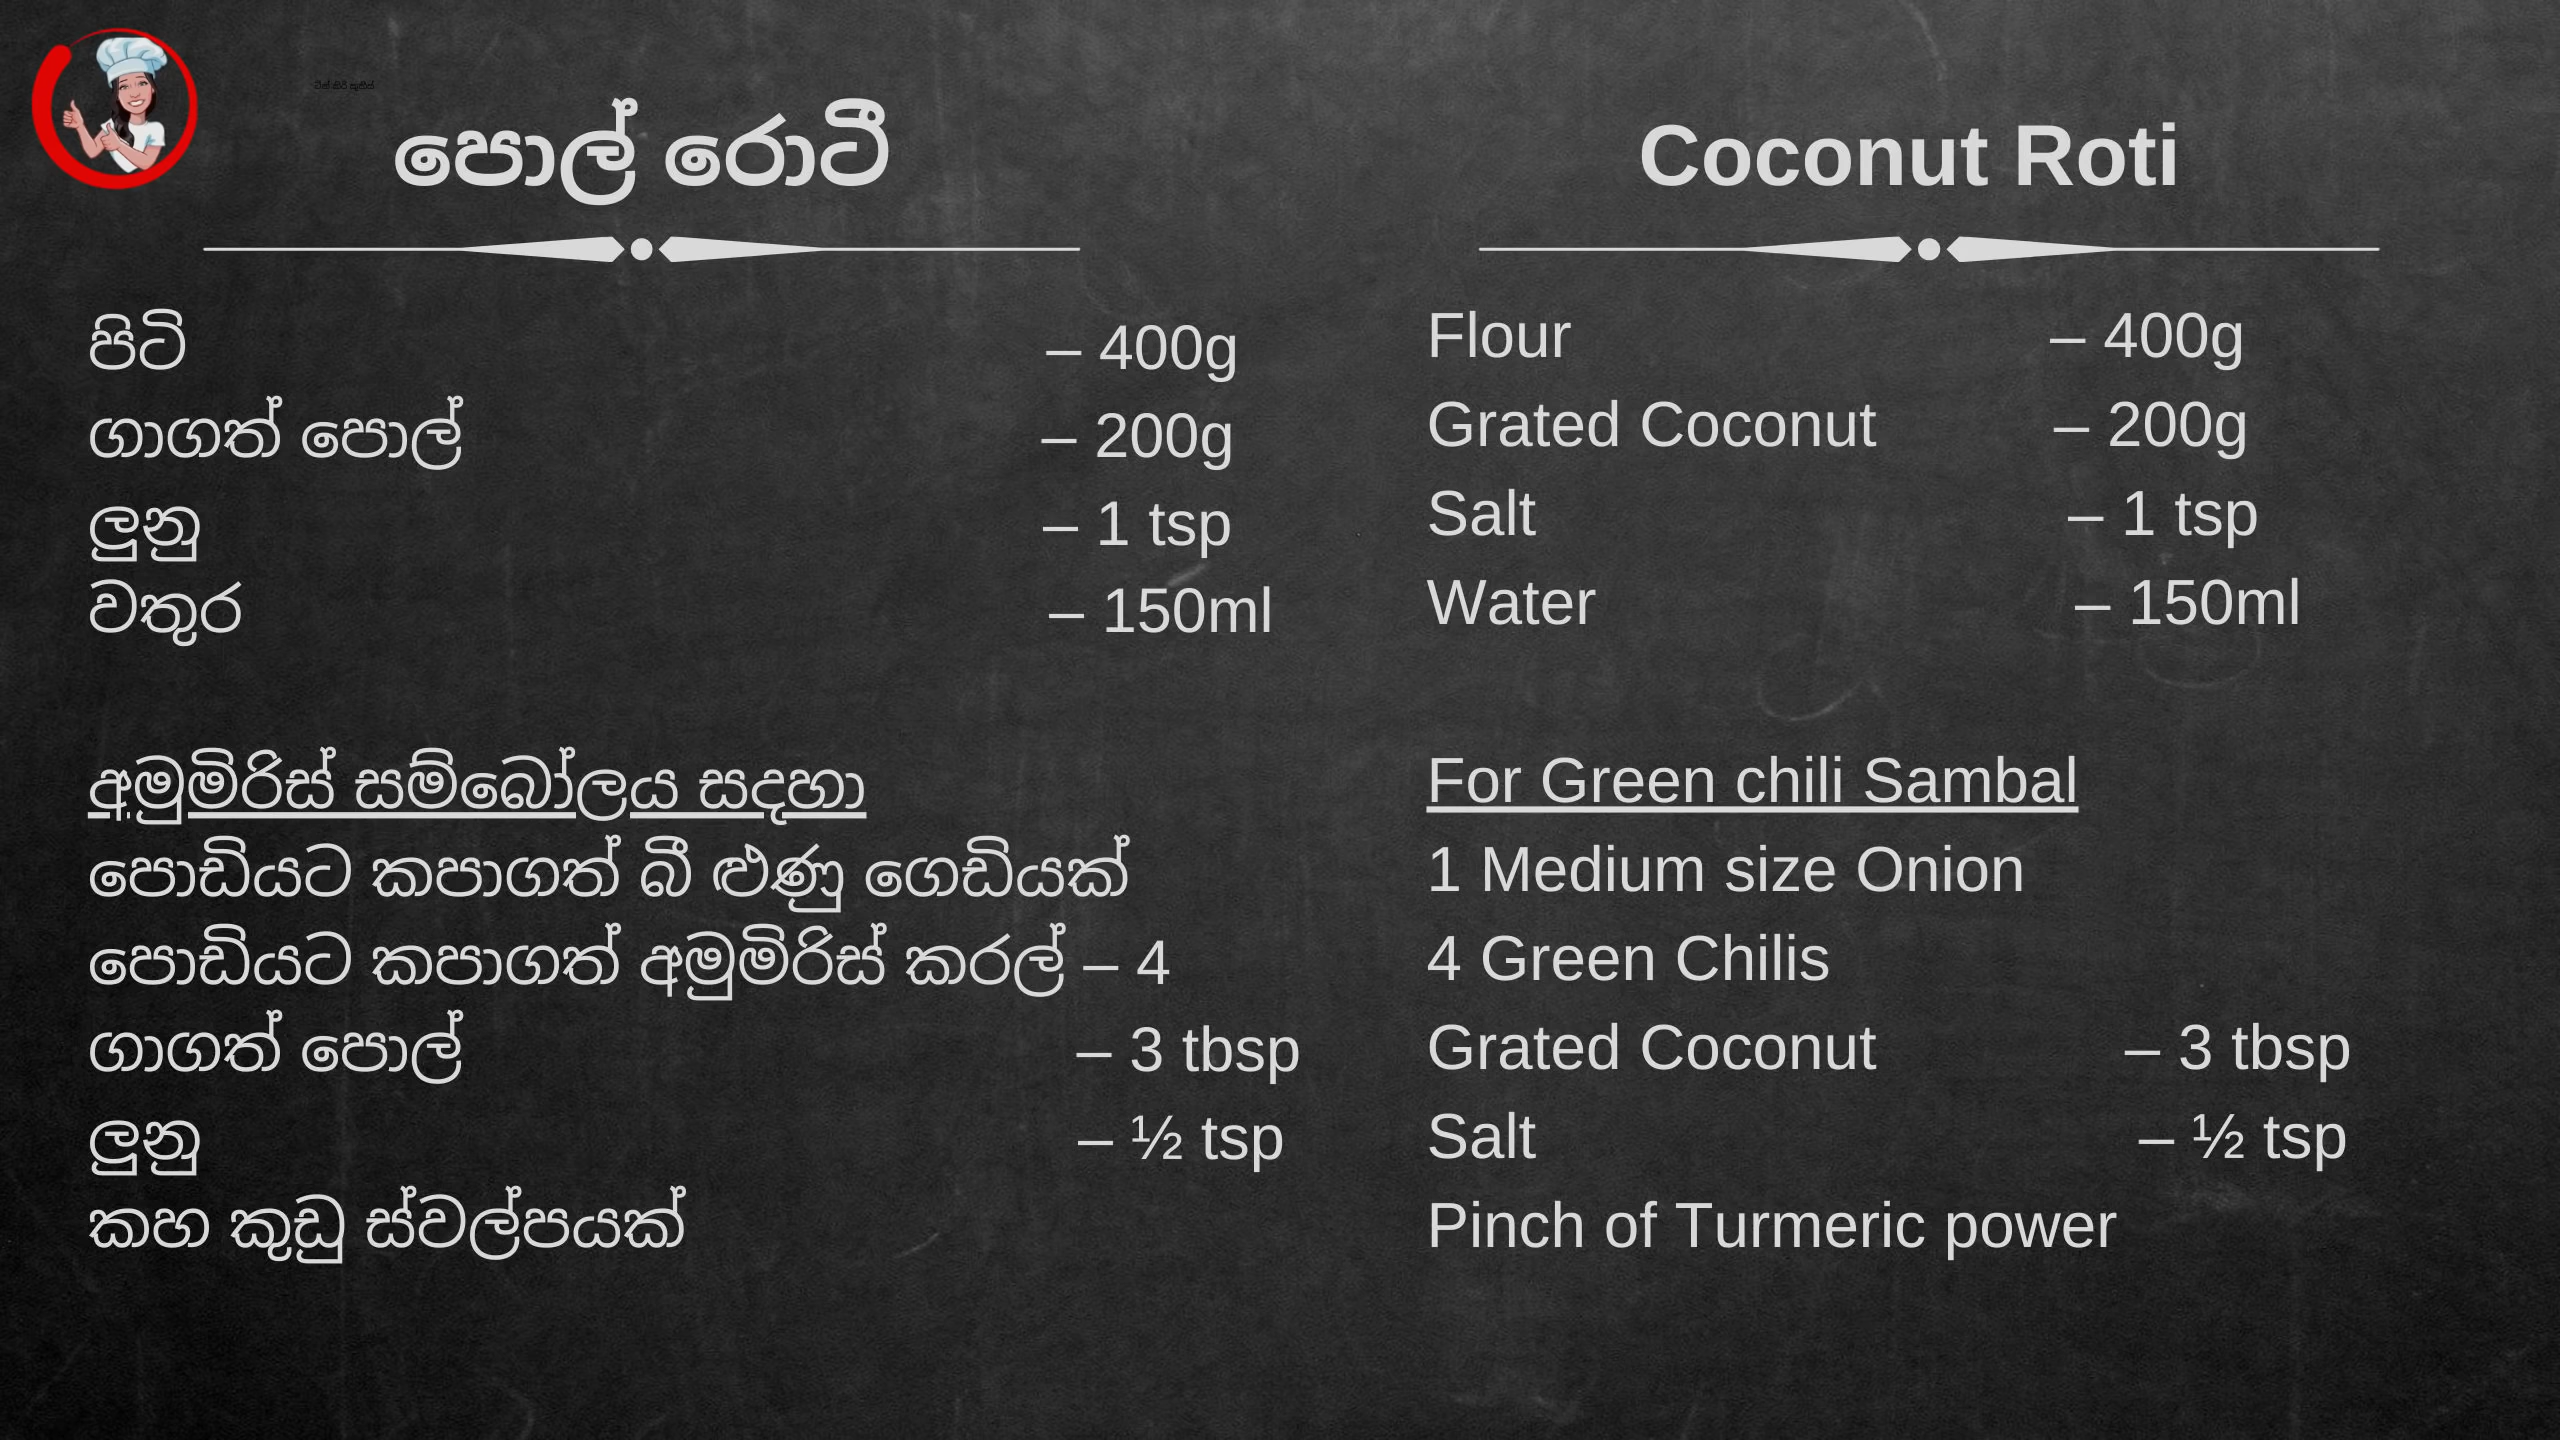 පොල් රොටී
පිටි – 400g
ගාගත් පොල් – 200g
ලුනු – 1 tsp
වතුර – 150ml
අමුමිරිස් සම්බෝලය සදහා
පොඩියට කපාගත් බී ළුණු ගෙඩියක්
පොඩියට කපාගත් අමුමිරිස් කරල් – 4
ගාගත් පොල් – 3 tbsp
ලුනු – ½ tsp
කහ කුඩු ස්වල්පයක්
Coconut Roti
Flour – 400g
Grated Coconut – 200g
Salt – 1 tsp
Water – 150ml
For Green chili Sambal
1 Medium size Onion
4 Green Chilis
Grated Coconut – 3 tbsp
Salt – ½ tsp
Pinch of Turmeric power